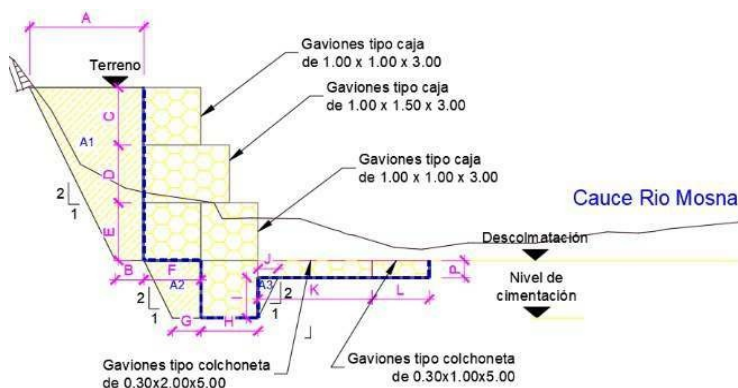 A
Terreno
Gaviones tipo caja
de 1.00 x 1.00 x 3.00
C
A1
Gaviones tipo caja
de 1.00 x 1.50 x 3.00
D
2
1
Gaviones tipo caja
de 1.00 x 1.00 x 3.00
E
Cauce Rio Mosna
Descolmatación
B
F
J
P
A2
I
A3
2
1
2
1
K
L
Nivel de
cimentación
G
H
Gaviones tipo colchoneta
de 0.30x2.00x5.00
Gaviones tipo colchoneta
de 0.30x1.00x5.00